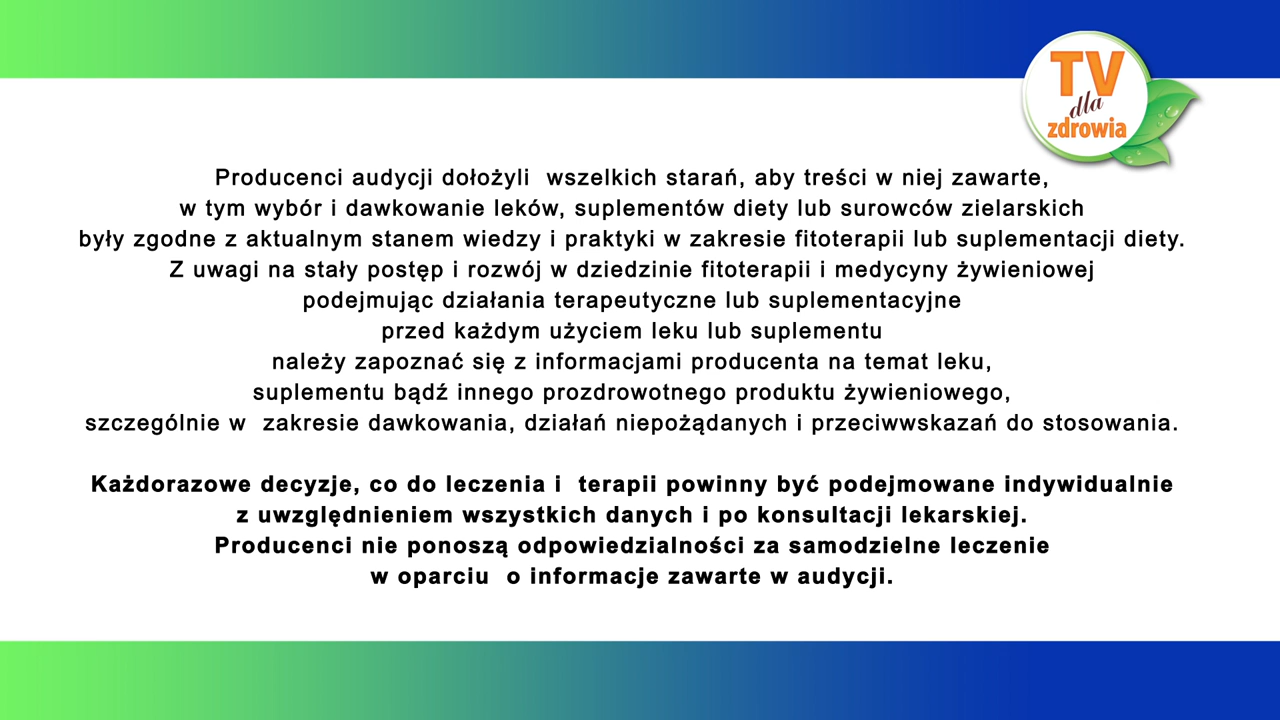 TV
dla
zdrowia
Producenci audycji dołożyli  wszelkich starań, aby treści w niej zawarte,
w tym wybór i dawkowanie leków, suplementów diety lub surowców zielarskich
były zgodne z aktualnym stanem wiedzy i praktyki w zakresie fitoterapii lub suplementacji diety.
Z uwagi na stały postęp i rozwój w dziedzinie fitoterapii i medycyny żywieniowej
podejmując działania terapeutyczne lub suplementacyjne
przed każdym użyciem leku lub suplementu
należy zapoznać się z informacjami producenta na temat leku,
suplementu bądź innego prozdrowotnego produktu żywieniowego,
szczególnie w  zakresie dawkowania, działań niepożądanych i przeciwwskazań do stosowania.
Każdorazowe decyzje, co do leczenia i  terapii powinny być podejmowane indywidualnie
z uwzględnieniem wszystkich danych i po konsultacji lekarskiej.
Producenci nie ponoszą odpowiedzialności za samodzielne leczenie
w oparciu  o informacje zawarte w audycji.